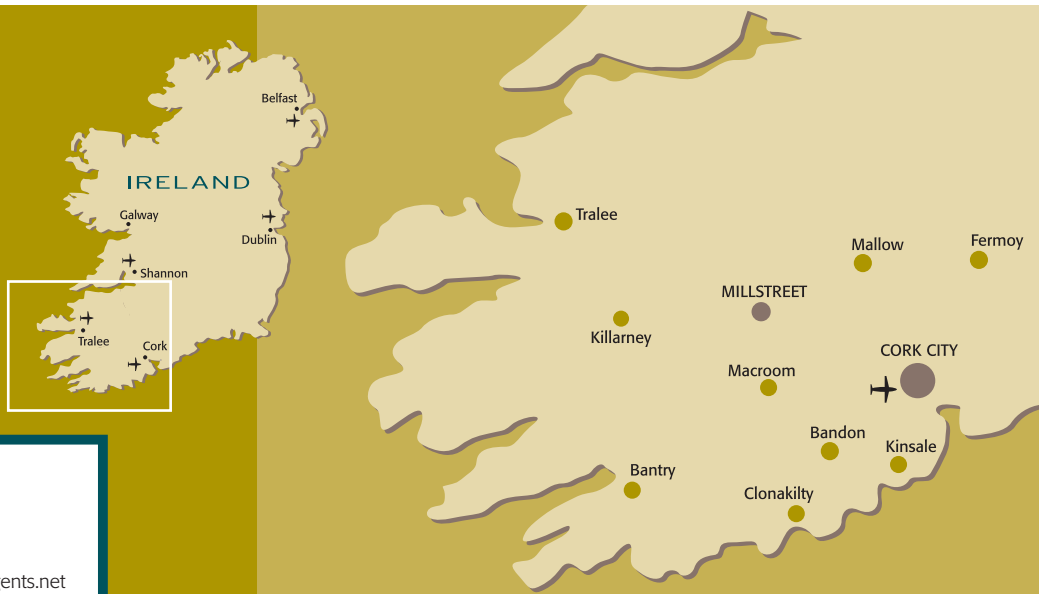 Belfast
IRELAND
Galway
Dublin
Shannon
Tralee
Cork
Tralee
Mallow
Fermoy
MILLSTREET
Killarney
CORK CITY
Macroom
Bandon
Kinsale
Bantry
Clonakilty
ents.net